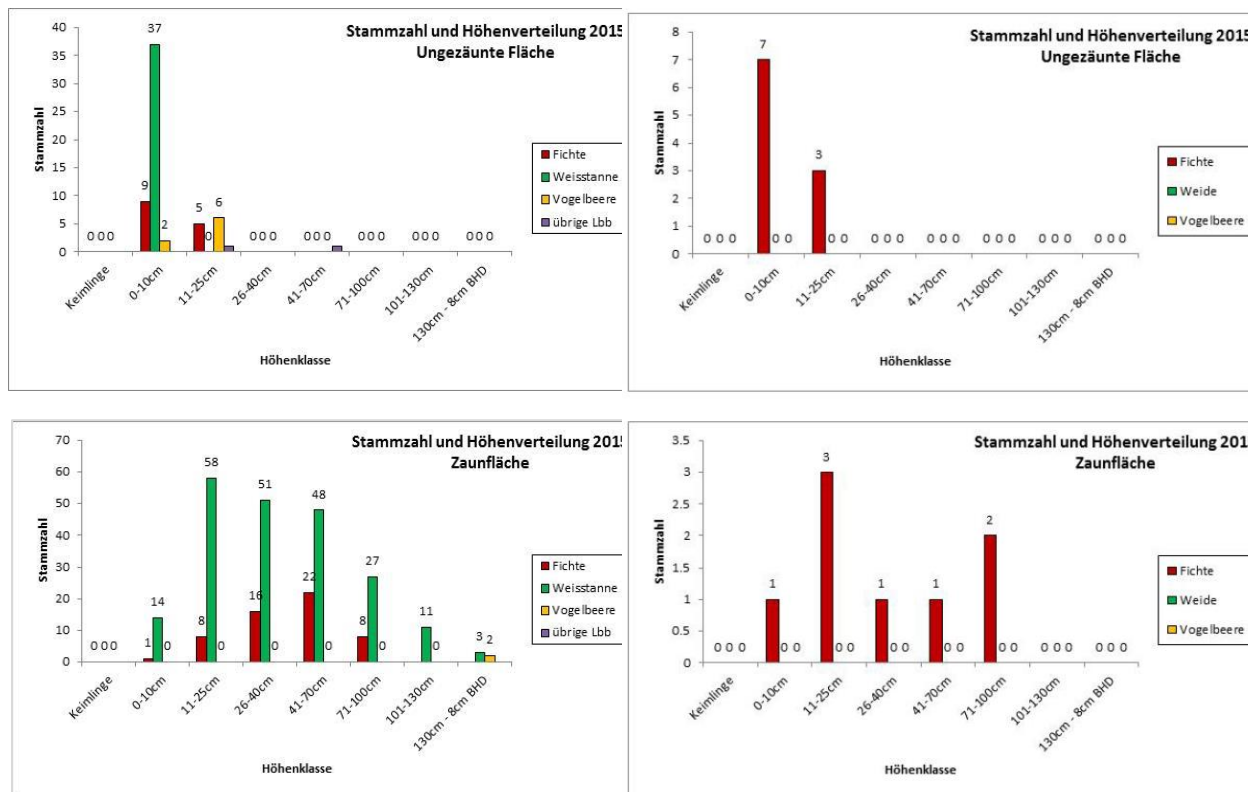 Stammzahl und Höhenverteilung 2015
Ungezäunte Fläche
40
35
30
25
20
15
10
5
0
Stammzahl
0 0 0
9
37
2
5
0
6
0 0 0
0 0 0
0 0 0
0 0 0
0 0 0
Keimlinge
0-10cm
11-25cm
26-40cm
41-70cm
71-100cm
101-130cm
130cm - 8cm BHD
Höhenklasse
Fichte
Weisstanne
Vogelbeere
übrige Lbb
Stammzahl und Höhenverteilung 2015
Ungezäunte Fläche
8
7
6
5
4
3
2
1
0
Stammzahl
0 0 0
7
0 0
3
0 0
0 0 0
0 0 0
0 0 0
0 0 0
0 0 0
Keimlinge
0-10cm
11-25cm
26-40cm
41-70cm
71-100cm
101-130cm
130cm - 8cm BHD
Höhenklasse
Fichte
Weide
Vogelbeere
Stammzahl und Höhenverteilung 2015
Zaunfläche
70
60
50
40
30
20
10
0
Stammzahl
0 0 0
1
14
0
8
58
0
16
51
0
22
48
0
8
27
0
11
0
3
2
Keimlinge
0-10cm
11-25cm
26-40cm
41-70cm
71-100cm
101-130cm
130cm - 8cm BHD
Höhenklasse
Fichte
Weisstanne
Vogelbeere
übrige Lbb
Stammzahl und Höhenverteilung 201
Zaunfläche
3.5
3
2.5
2
1.5
1
0.5
0
Stammzahl
0 0 0
1
0 0
3
0 0
1
0 0
1
0 0
2
0 0
0 0 0
0 0 0
Keimlinge
0-10cm
11-25cm
26-40cm
41-70cm
71-100cm
101-130cm
130cm - 8cm BHD
Höhenklasse
Fichte
Weide
Vogelbeere